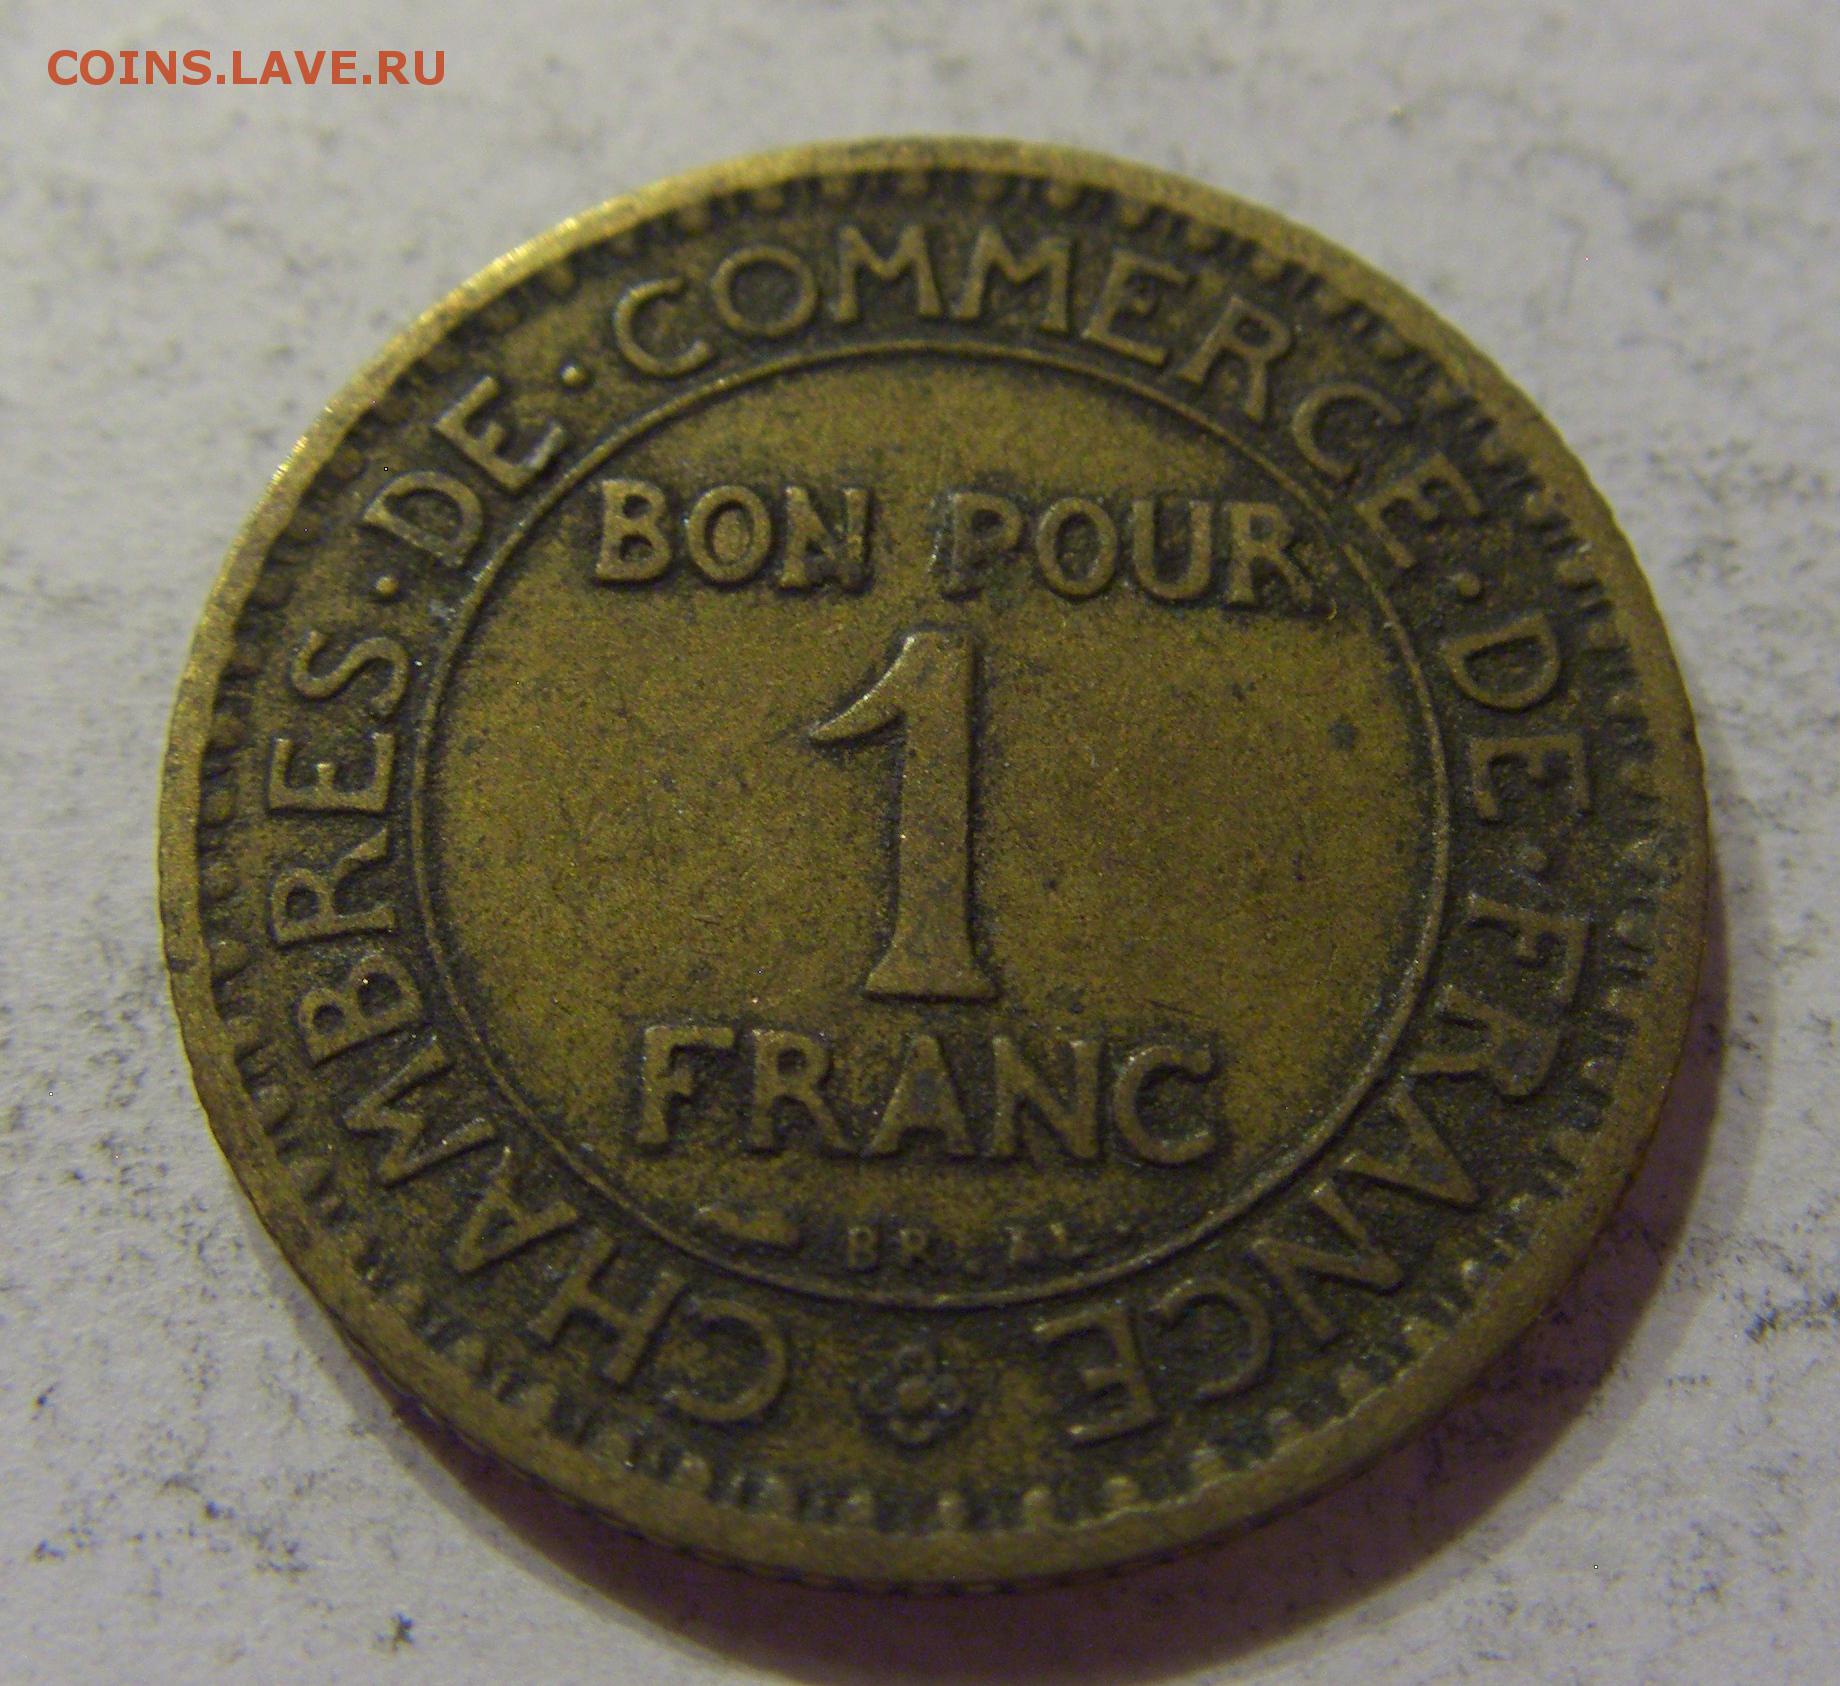 COINS.LAVE.RU
CHAMBRES·DE·COMMERCE·DE·FRANCE
BON POUR
1
FRANC